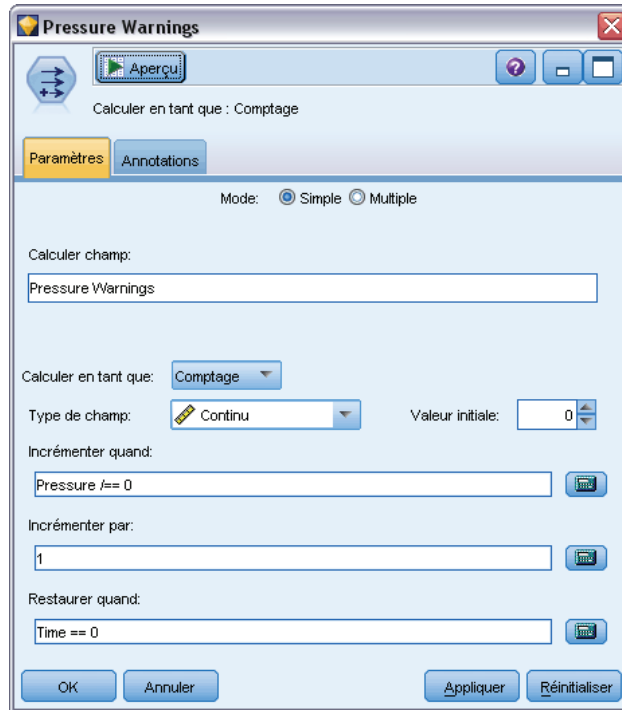 Pressure Warnings
Aperçu
Calculer en tant que : Comptage
Paramètres Annotations
Mode: Simple Multiple
Calculer champ:
Pressure Warnings
Calculer en tant que: Comptage
Type de champ: Continu Valeur initiale: 0
Incrémenter quand:
Pressure /== 0
Incrémenter par:
1
Restaurer quand:
Time == 0
OK Annuler Appliquer Réinitialiser